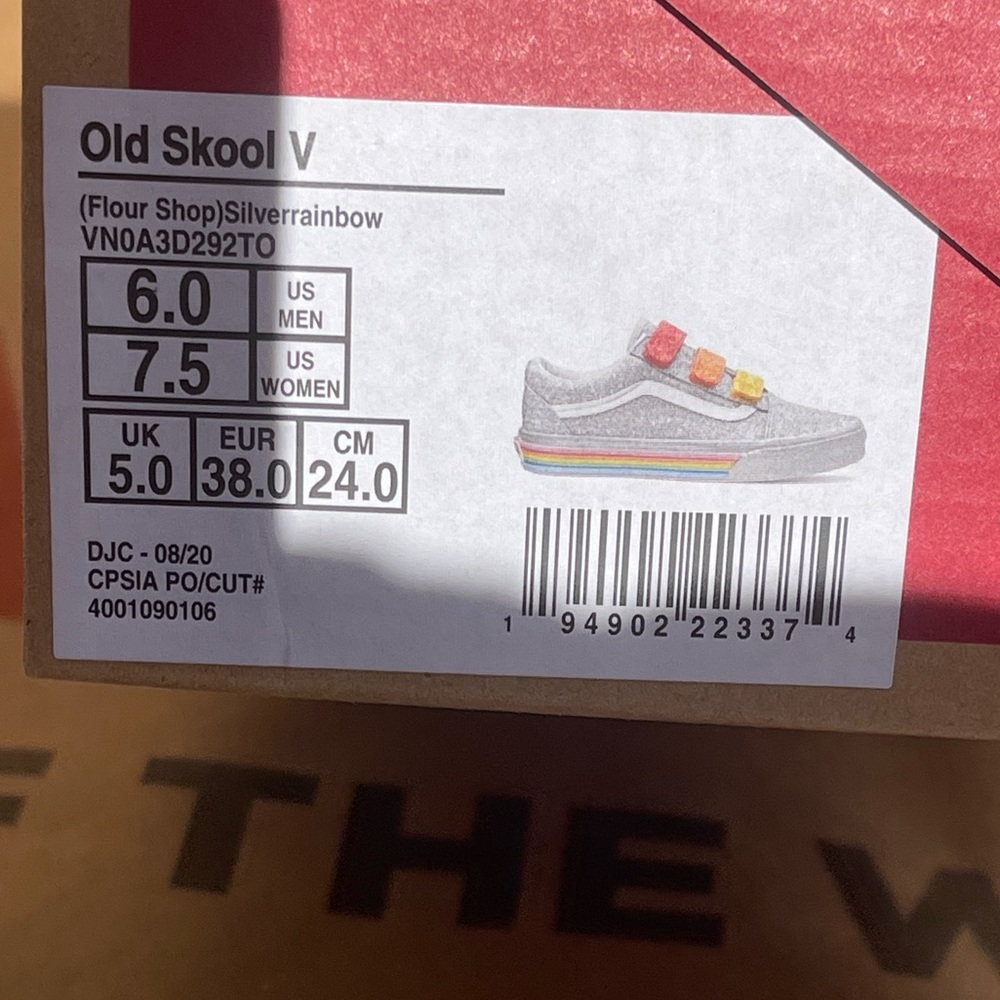 Old Skool V
(Flour Shop)Silverrainbow
VN0A3D292TO
6.0 US MEN
7.5 US WOMEN
UK EUR CM
5.0 38.0 24.0
DJC - 08/20
CPSIA PO/CUT#
4001090106
1 94902 22337 4
F THE W